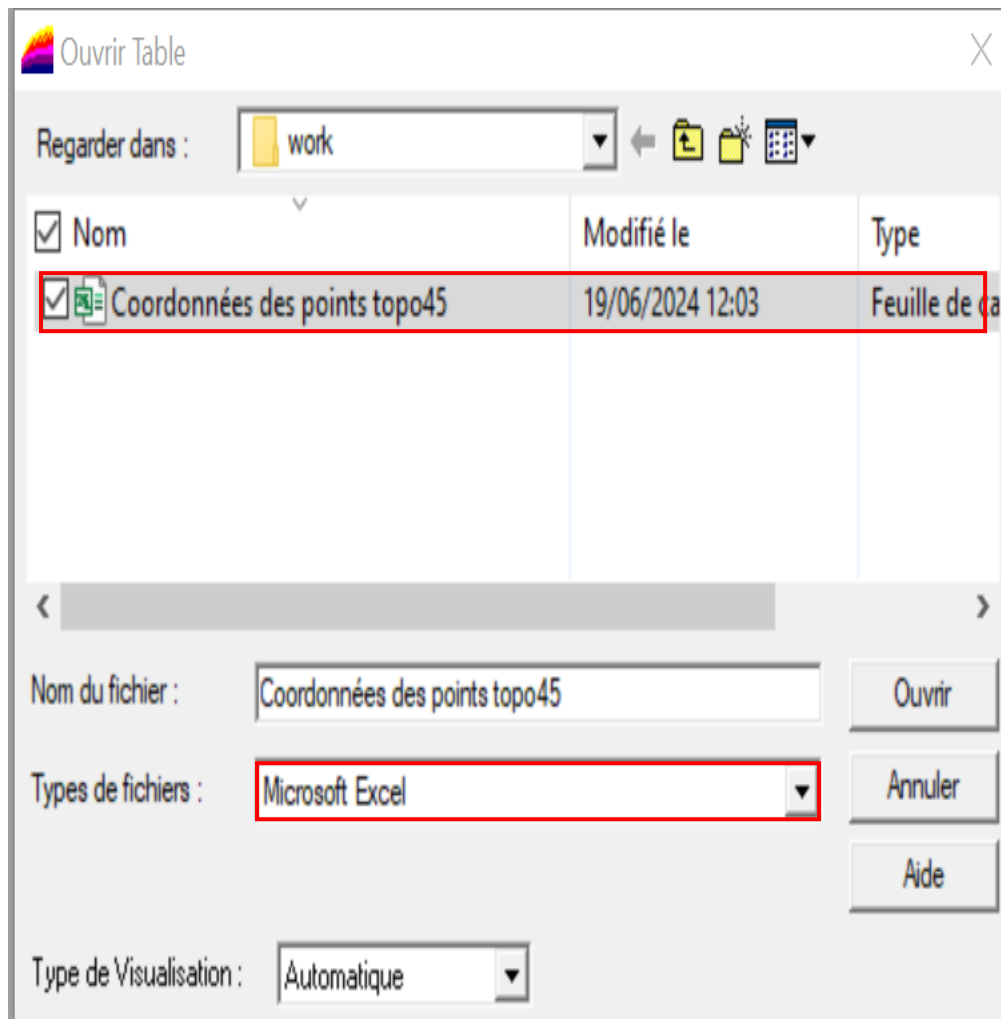 Ouvrir Table
Regarder dans : work
Nom Modifié le Type
Coordonnées des points topo45 19/06/2024 12:03 Feuille de ca
Nom du fichier : Coordonnées des points topo45 Ouvrir
Types de fichiers : Microsoft Excel Annuler
Aide
Type de Visualisation : Automatique